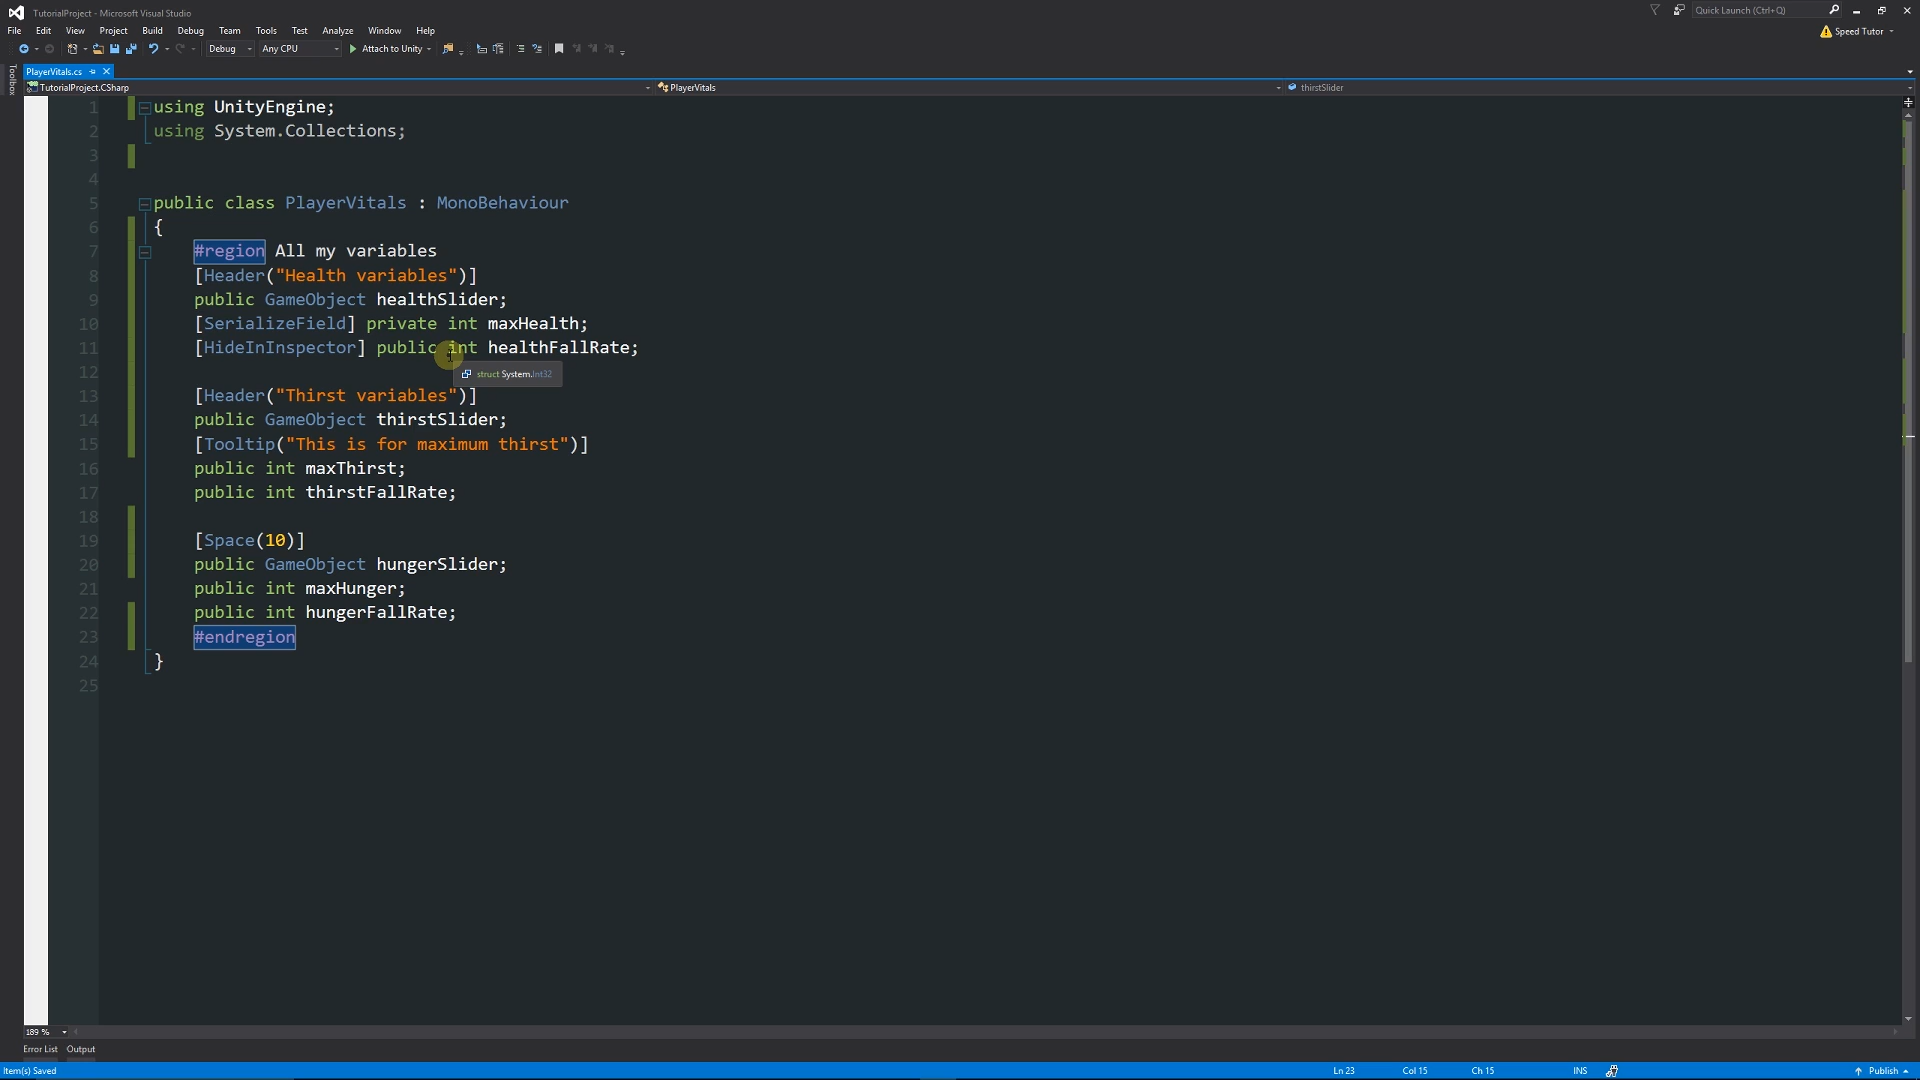 TutorialProject - Microsoft Visual Studio
Quick Launch (Ctrl+Q)
File Edit View Project Build Debug Team Tools Test Analyze Window Help
Speed Tutor
Debug Any CPU Attach to Unity
Toolbox
PlayerVitals.cs
TutorialProject.CSharp PlayerVitals thirstSlider
1 using UnityEngine;
2 using System.Collections;
3
4
5 public class PlayerVitals : MonoBehaviour
6 {
7 #region All my variables
8 [Header("Health variables")]
9 public GameObject healthSlider;
10 [SerializeField] private int maxHealth;
11 [HideInInspector] public int healthFallRate;
12
struct System.Int32
13 [Header("Thirst variables")]
14 public GameObject thirstSlider;
15 [Tooltip("This is for maximum thirst")]
16 public int maxThirst;
17 public int thirstFallRate;
18
19 [Space(10)]
20 public GameObject hungerSlider;
21 public int maxHunger;
22 public int hungerFallRate;
23 #endregion
24 }
25
189 %
Error List Output
Item(s) Saved Ln 23 Col 15 Ch 15 INS Publish